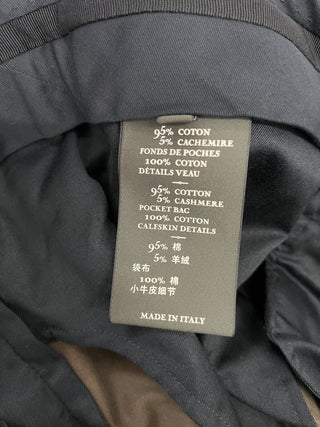 95% COTON
5% CACHEMIRE
FONDS DE POCHES
100% COTON
DÉTAILS VEAU
95% COTTON
5% CASHMERE
POCKET BAC
100% COTTON
CALFSKIN DETAILS
95% 棉
5% 羊绒
袋布
100% 棉
小牛皮细节
MADE IN ITALY